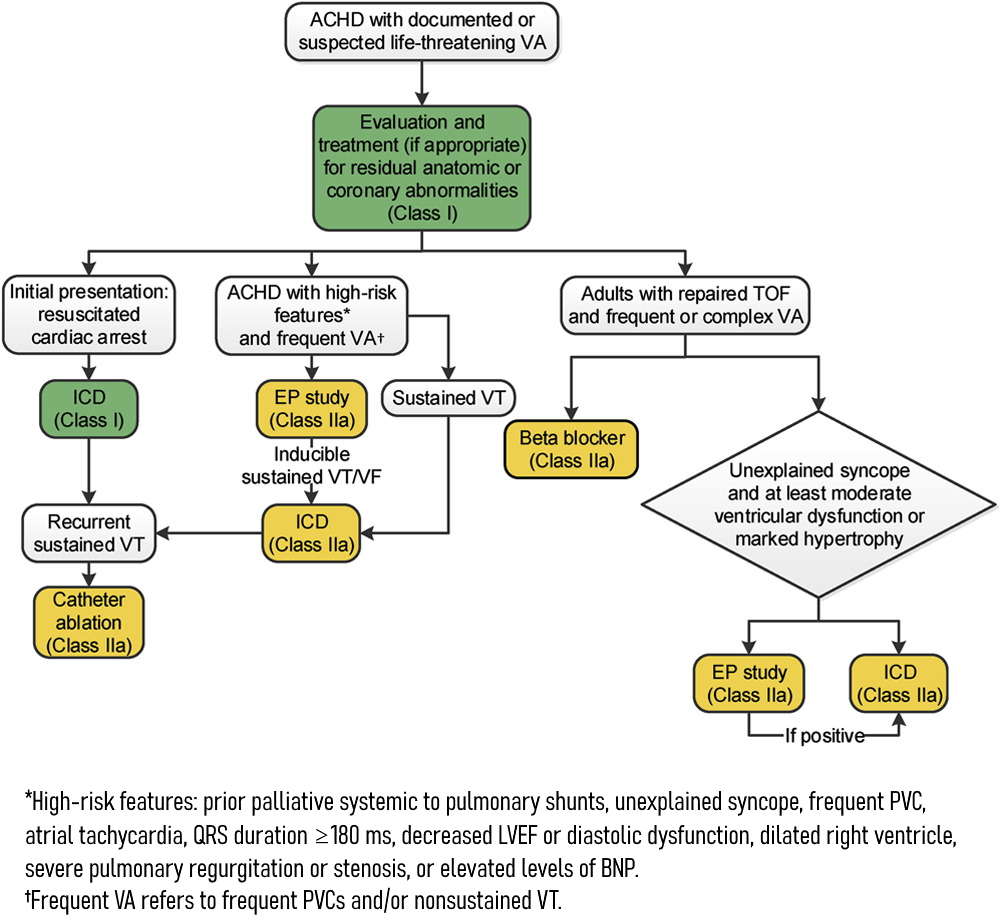 ACHD with documented or
suspected life-threatening VA
Evaluation and
treatment (if appropriate)
for residual anatomic or
coronary abnormalities
(Class I)
Initial presentation:
resuscitated
cardiac arrest
ACHD with high-risk
features*
and frequent VA†
Adults with repaired TOF
and frequent or complex VA
ICD
(Class I)
EP study
(Class IIa)
Sustained VT
Beta blocker
(Class IIa)
Inducible
sustained VT/VF
Unexplained syncope
and at least moderate
ventricular dysfunction or
marked hypertrophy
Recurrent
sustained VT
ICD
(Class IIa)
Catheter
ablation
(Class IIa)
EP study
(Class IIa)
ICD
(Class IIa)
If positive
*High-risk features: prior palliative systemic to pulmonary shunts, unexplained syncope, frequent PVC,
atrial tachycardia, QRS duration ≥180 ms, decreased LVEF or diastolic dysfunction, dilated right ventricle,
severe pulmonary regurgitation or stenosis, or elevated levels of BNP.
†Frequent VA refers to frequent PVCs and/or nonsustained VT.